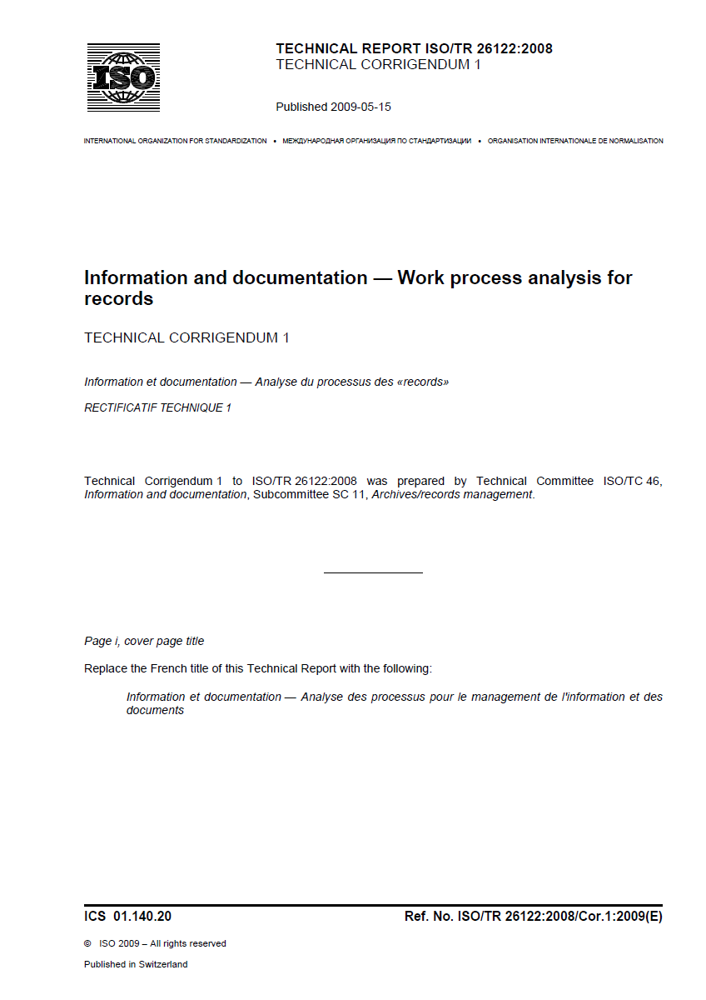 ISO
TECHNICAL REPORT ISO/TR 26122:2008
TECHNICAL CORRIGENDUM 1
Published 2009-05-15
INTERNATIONAL ORGANIZATION FOR STANDARDIZATION • МЕЖДУНАРОДНАЯ ОРГАНИЗАЦИЯ ПО СТАНДАРТИЗАЦИИ • ORGANISATION INTERNATIONALE DE NORMALISATION
Information and documentation — Work process analysis for
records
TECHNICAL CORRIGENDUM 1
Information et documentation — Analyse du processus des «records»
RECTIFICATIF TECHNIQUE 1
Technical Corrigendum 1 to ISO/TR 26122:2008 was prepared by Technical Committee ISO/TC 46,
Information and documentation, Subcommittee SC 11, Archives/records management.
Page i, cover page title
Replace the French title of this Technical Report with the following:
Information et documentation — Analyse des processus pour le management de l'information et des
documents
ICS 01.140.20
Ref. No. ISO/TR 26122:2008/Cor.1:2009(E)
© ISO 2009 – All rights reserved
Published in Switzerland